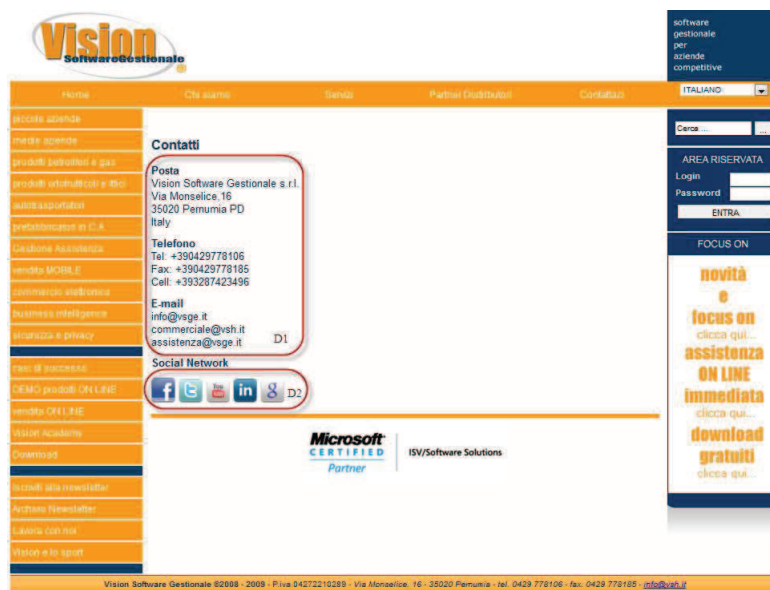 Vision
SoftwareGestionale
software
gestionale
per
aziende
competitive
Home
Chi siamo
Servizi
Partner Distributori
Contattaci
ITALIANO
piccole aziende
medie aziende
prodotti petroliferi e gas
prodotti ortofrutticoli e ittici
autotrasportatori
prefabbricatori in C.A.
Gestione Assistenza
vendita MOBILE
commercio elettronico
business intelligence
sicurezza e privacy
casi di successo
DEMO prodotti ON LINE
vendita ON LINE
Vision Academy
Download
Iscriviti alla newsletter
Archivio Newsletter
Lavora con noi
Vision e lo sport
Contatti
Posta
Vision Software Gestionale s.r.l.
Via Monselice,16
35020 Pernumia PD
Italy
Telefono
Tel: +390429778106
Fax: +390429778185
Cell: +393287423496
E-mail
info@vsge.it
commerciale@vsh.it
assistenza@vsge.it
D1
Social Network
f t You Tube in g D2
Microsoft
CERTIFIED
Partner
ISV/Software Solutions
Cerca ...
...
AREA RISERVATA
Login
Password
ENTRA
FOCUS ON
novità
e
focus on
clicca qui...
assistenza
ON LINE
immediata
clicca qui...
download
gratuiti
clicca qui...
Vision Software Gestionale ©2008 - 2009 - P.iva 04272210289 - Via Monselice, 16 - 35020 Pernumia - tel. 0429 778106 - fax. 0429 778185 - info@vsh.it